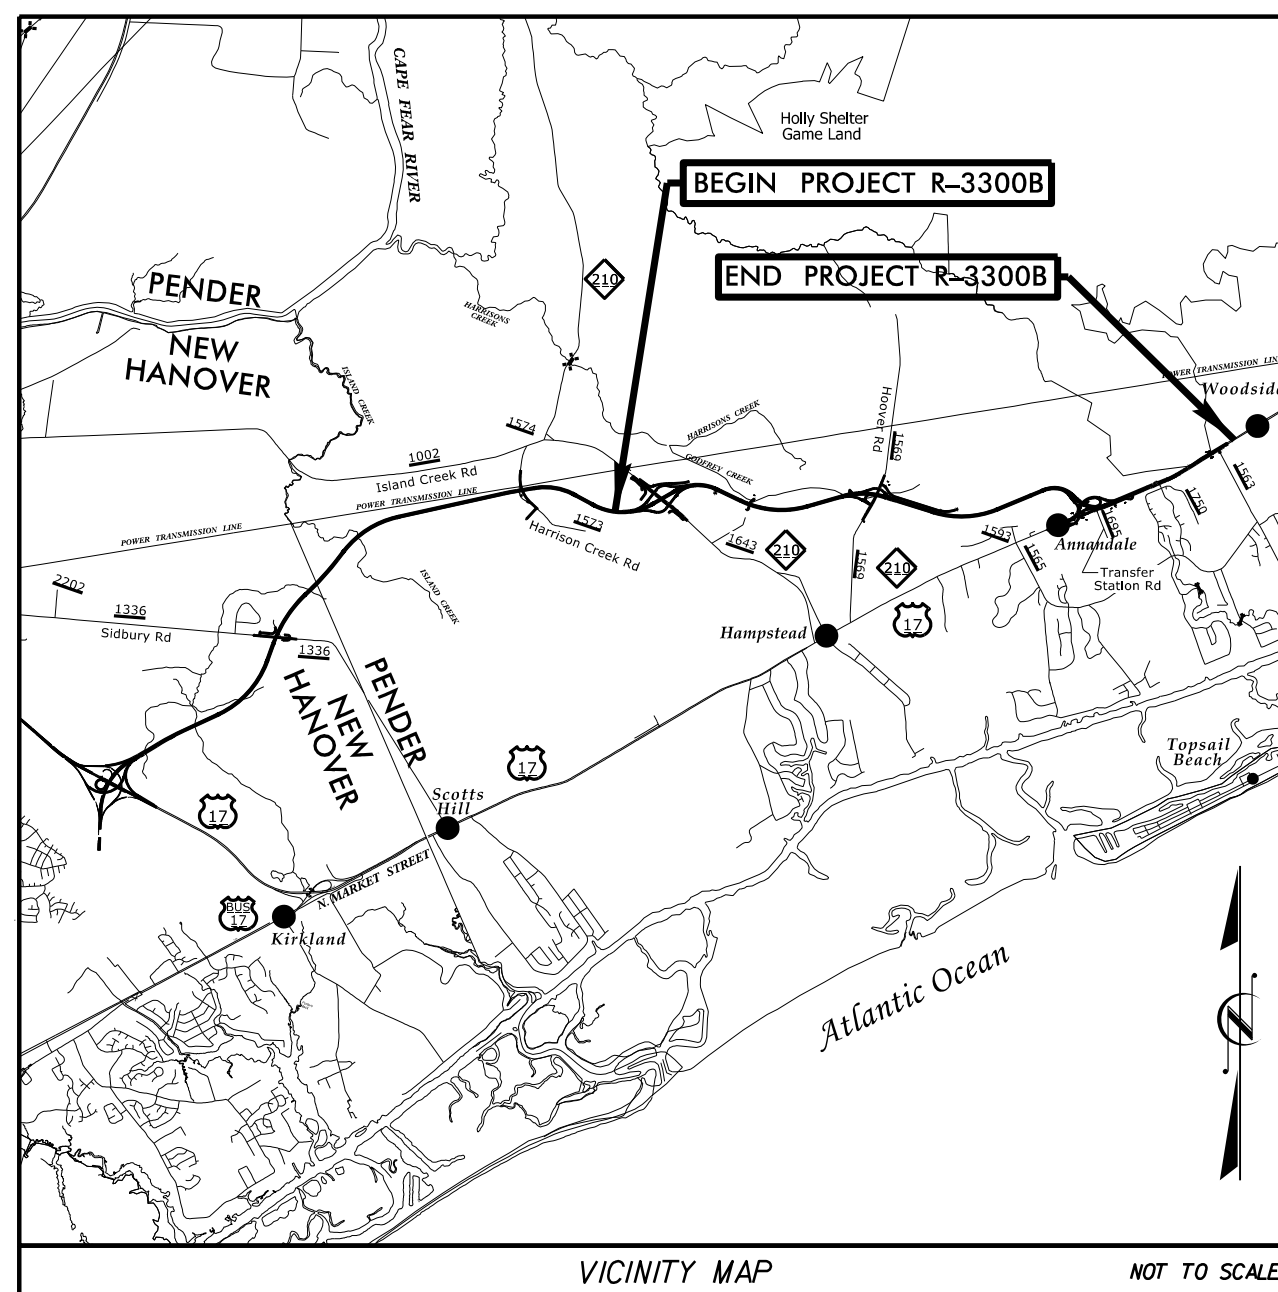 CAPE FEAR RIVER
Holly Shelter
Game Land
BEGIN PROJECT R-3300B
END PROJECT R-3300B
210
PENDER
NEW
HANOVER
HARRISONS
CREEK
ISLAND CREEK
POWER TRANSMISSION LIN
Woodside
Hoover Rd
1569
HARRISONS CREEK
GODFREY CREEK
1574
1002
Island Creek Rd
POWER TRANSMISSION LINE
POWER TRANSMISSION LINE
1573
Harrison Creek Rd
1643
210
1569
210
1593
1565
1695
1750
1563
Annandale
Transfer
Station Rd
ISLAND CREEK
2202
1336
Sidbury Rd
1336
17
Hampstead
PENDER
NEW
HANOVER
17
Topsail
Beach
Scotts
Hill
17
N. MARKET STREET
BUS
17
Kirkland
Atlantic Ocean
N
VICINITY MAP
NOT TO SCALE